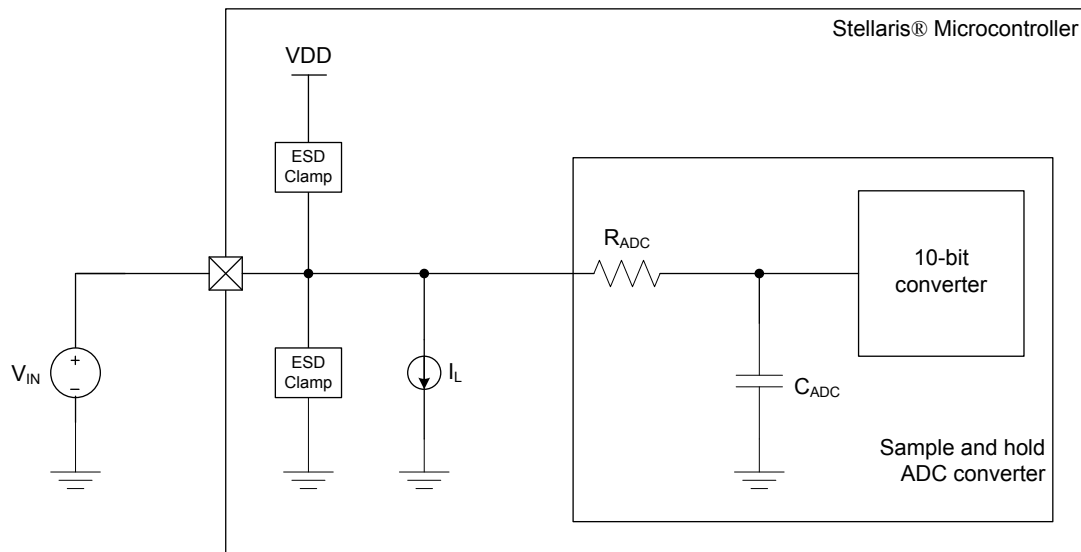 Stellaris® Microcontroller
VDD
ESD
Clamp
RADC
10-bit
converter
VIN
+
−
ESD
Clamp
IL
CADC
Sample and hold
ADC converter